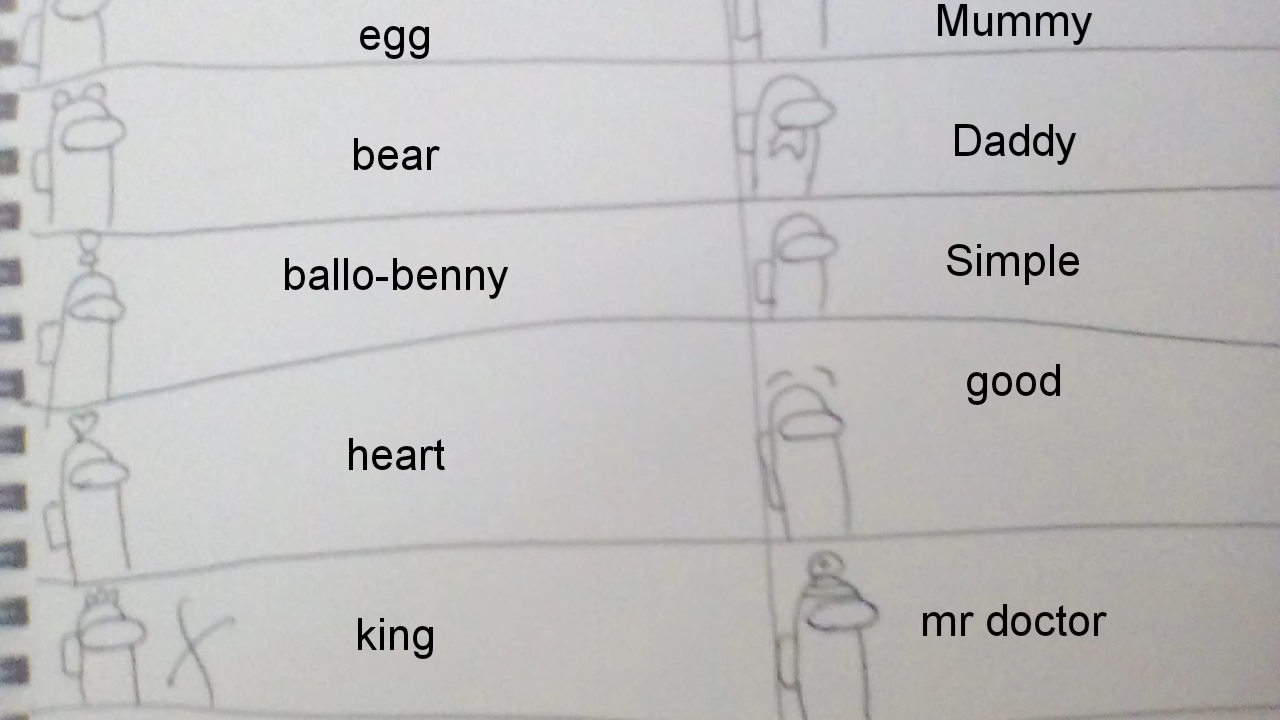 egg
Mummy
bear
Daddy
ballo-benny
Simple
heart
good
king
mr doctor